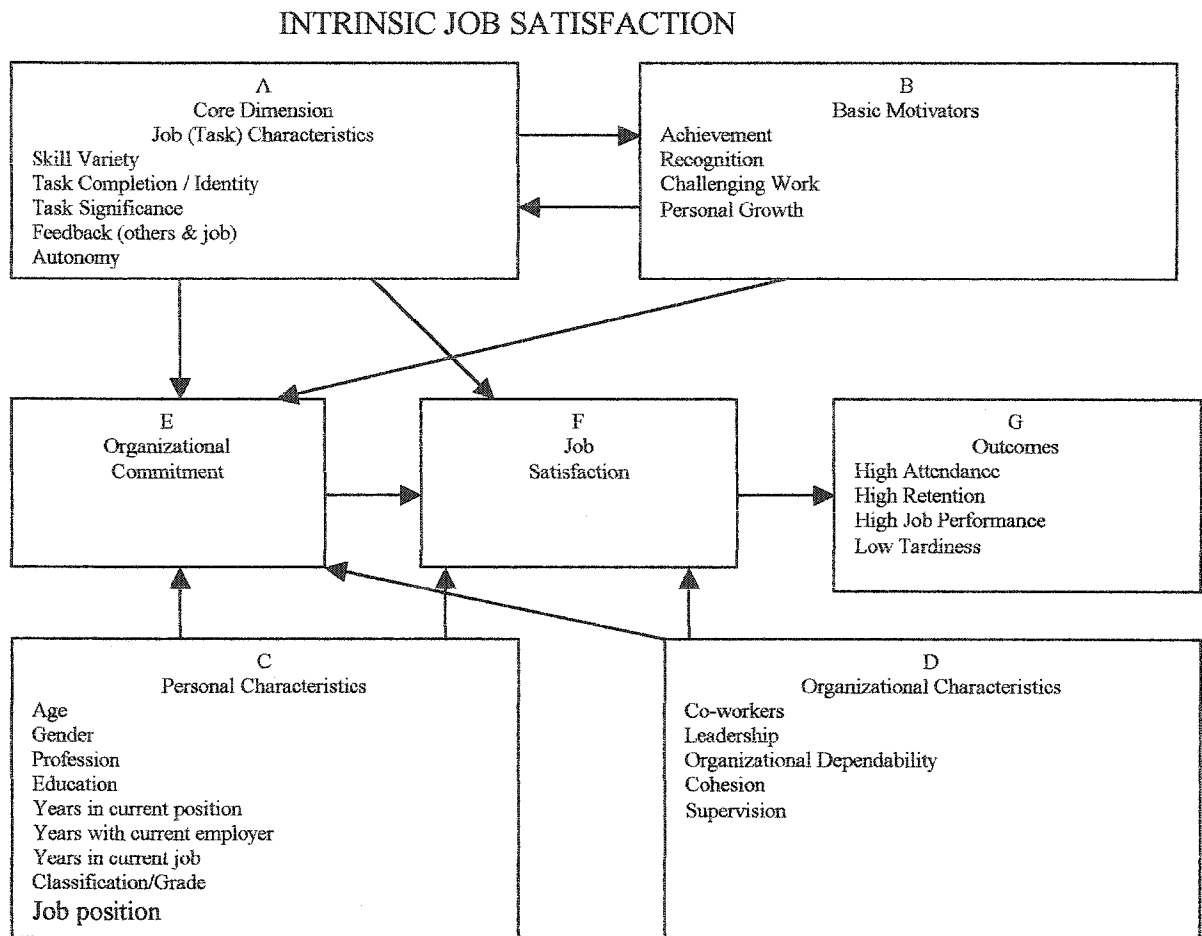 INTRINSIC JOB SATISFACTION
A
Core Dimension
Job (Task) Characteristics
Skill Variety
Task Completion / Identity
Task Significance
Feedback (others & job)
Autonomy
B
Basic Motivators
Achievement
Recognition
Challenging Work
Personal Growth
E
Organizational
Commitment
F
Job
Satisfaction
G
Outcomes
High Attendance
High Retention
High Job Performance
Low Tardiness
C
Personal Characteristics
Age
Gender
Profession
Education
Years in current position
Years with current employer
Years in current job
Classification/Grade
Job position
D
Organizational Characteristics
Co-workers
Leadership
Organizational Dependability
Cohesion
Supervision